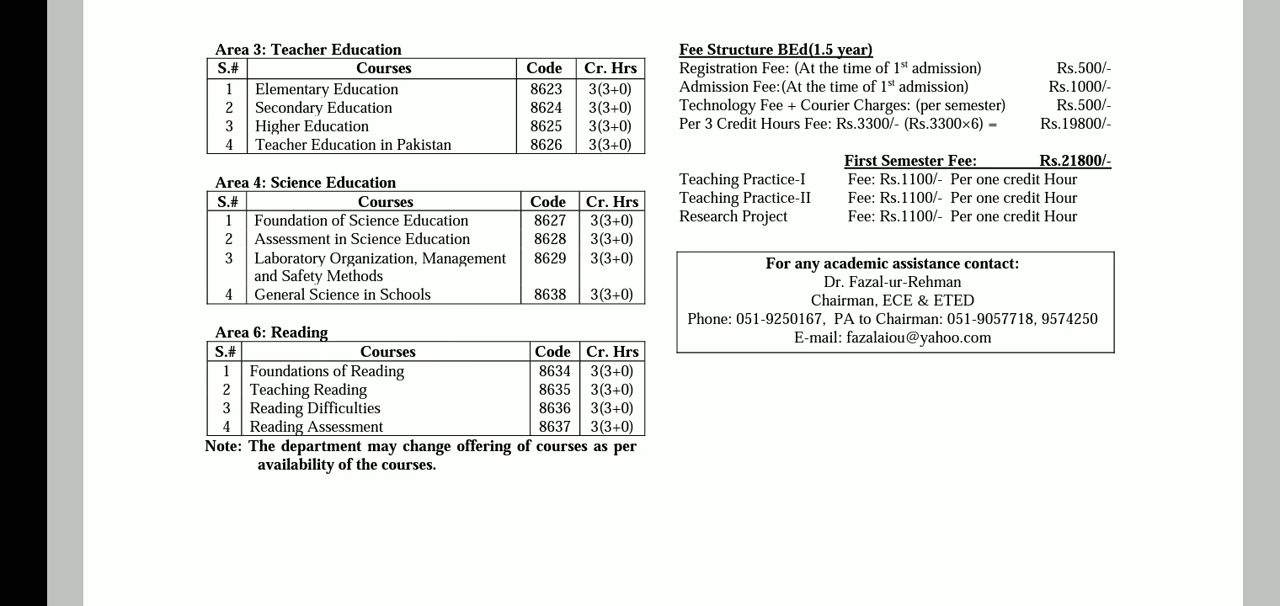 Area 3: Teacher Education
S.# Courses Code Cr. Hrs
1 Elementary Education 8623 3(3+0)
2 Secondary Education 8624 3(3+0)
3 Higher Education 8625 3(3+0)
4 Teacher Education in Pakistan 8626 3(3+0)
Area 4: Science Education
S.# Courses Code Cr. Hrs
1 Foundation of Science Education 8627 3(3+0)
2 Assessment in Science Education 8628 3(3+0)
3 Laboratory Organization, Management 8629 3(3+0)
and Safety Methods
4 General Science in Schools 8638 3(3+0)
Area 6: Reading
S.# Courses Code Cr. Hrs
1 Foundations of Reading 8634 3(3+0)
2 Teaching Reading 8635 3(3+0)
3 Reading Difficulties 8636 3(3+0)
4 Reading Assessment 8637 3(3+0)
Note: The department may change offering of courses as per
availability of the courses.
Fee Structure BEd(1.5 year)
Registration Fee: (At the time of 1st admission) Rs.500/-
Admission Fee:(At the time of 1st admission) Rs.1000/-
Technology Fee + Courier Charges: (per semester) Rs.500/-
Per 3 Credit Hours Fee: Rs.3300/- (Rs.3300×6) = Rs.19800/-
First Semester Fee: Rs.21800/-
Teaching Practice-I Fee: Rs.1100/- Per one credit Hour
Teaching Practice-II Fee: Rs.1100/- Per one credit Hour
Research Project Fee: Rs.1100/- Per one credit Hour
For any academic assistance contact:
Dr. Fazal-ur-Rehman
Chairman, ECE & ETED
Phone: 051-9250167, PA to Chairman: 051-9057718, 9574250
E-mail: fazalaiou@yahoo.com